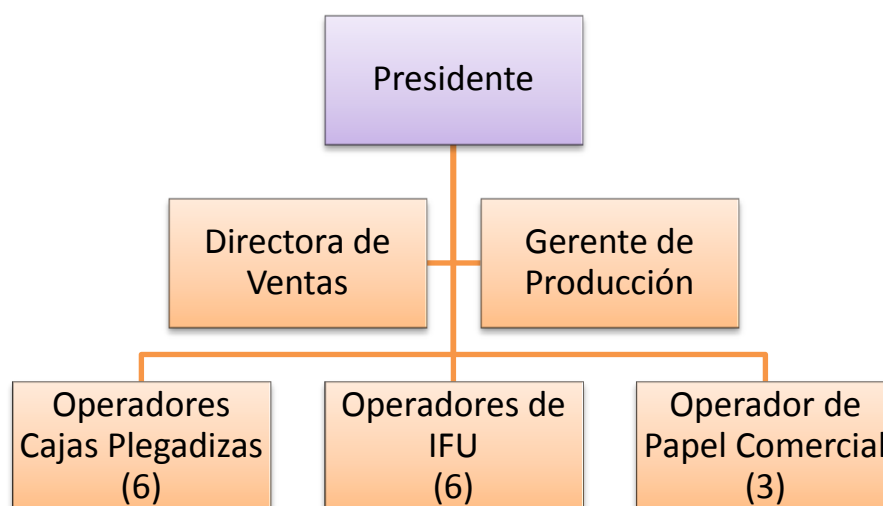 Presidente
Directora de
Ventas
Gerente de
Producción
Operadores
Cajas Plegadizas
(6)
Operadores de
IFU
(6)
Operador de
Papel Comercial
(3)